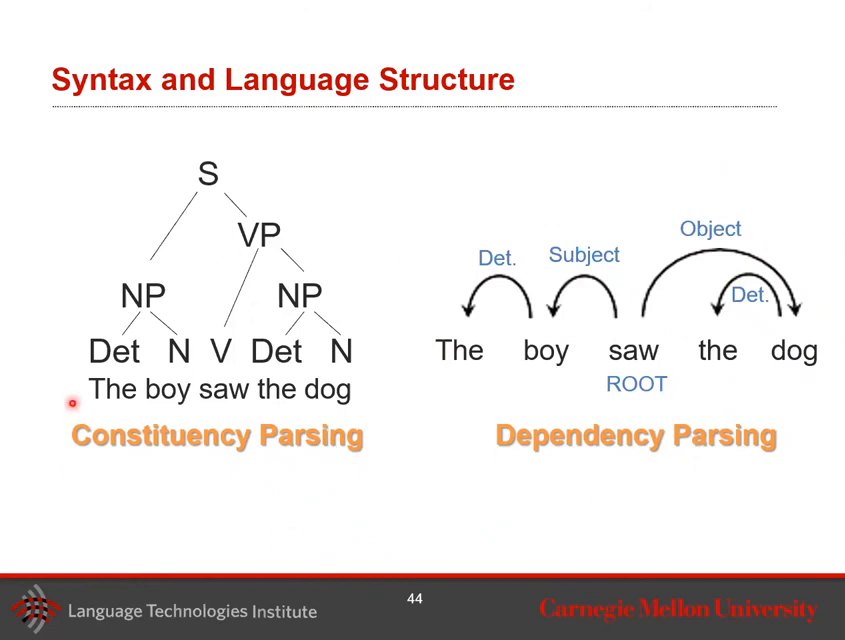 Syntax and Language Structure
S
VP
NP NP
Det N V Det N
The boy saw the dog
Constituency Parsing
Object
Det. Subject
Det.
The boy saw the dog
ROOT
Dependency Parsing
Language Technologies Institute
44
Carnegie Mellon University